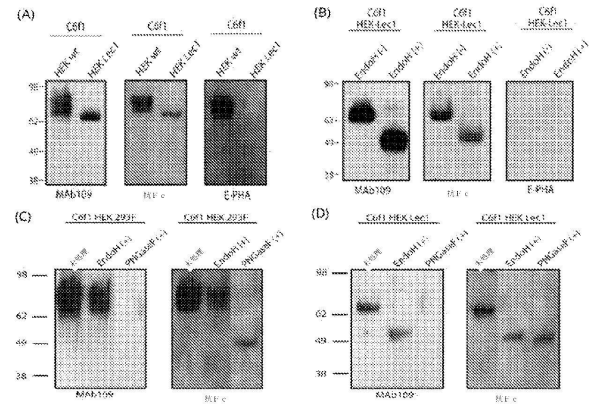 (A)
C6f1 C6f1 C6f1
HEK wt HEK Lec1 HEK wt HEK Lec1 HEK wt HEK Lec1
98
62
49
38
MAb109 抗Fc E-PHA
(B)
C6f1 HEK-Lec1 C6f1 HEK-Lec1 C6f1 HEK-Lec1
EndoH(-) EndoH(+) EndoH(-) EndoH(+) EndoH(-) EndoH(+)
98
62
49
38
MAb109 抗Fc E-PHA
(C)
C6f1 HEK 293F C6f1 HEK 293F
未处理 EndoH(+) PNGaseF(+) 未处理 EndoH(+) PNGaseF(+)
98
62
49
38
MAb109 抗Fc
(D)
C6f1 HEK Lec1 C6f1 HEK Lec1
未处理 EndoH(+) PNGaseF(+) 未处理 EndoH(+) PNGaseF(+)
98
62
49
38
MAb109 抗Fc